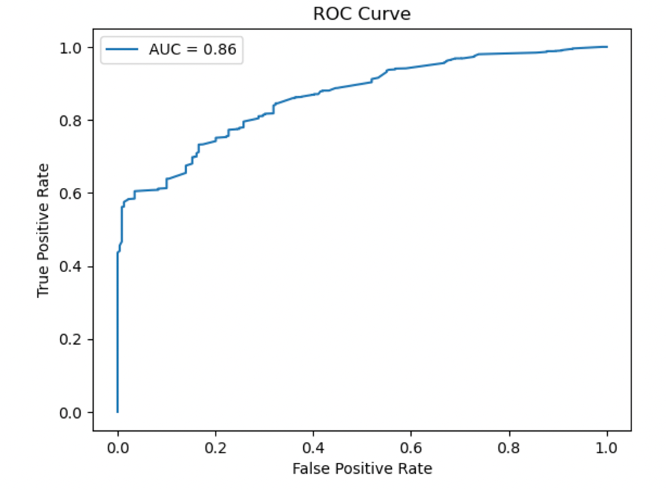 ROC Curve
AUC = 0.86
1.0
0.8
0.6
0.4
0.2
0.0
True Positive Rate
0.0 0.2 0.4 0.6 0.8 1.0
False Positive Rate